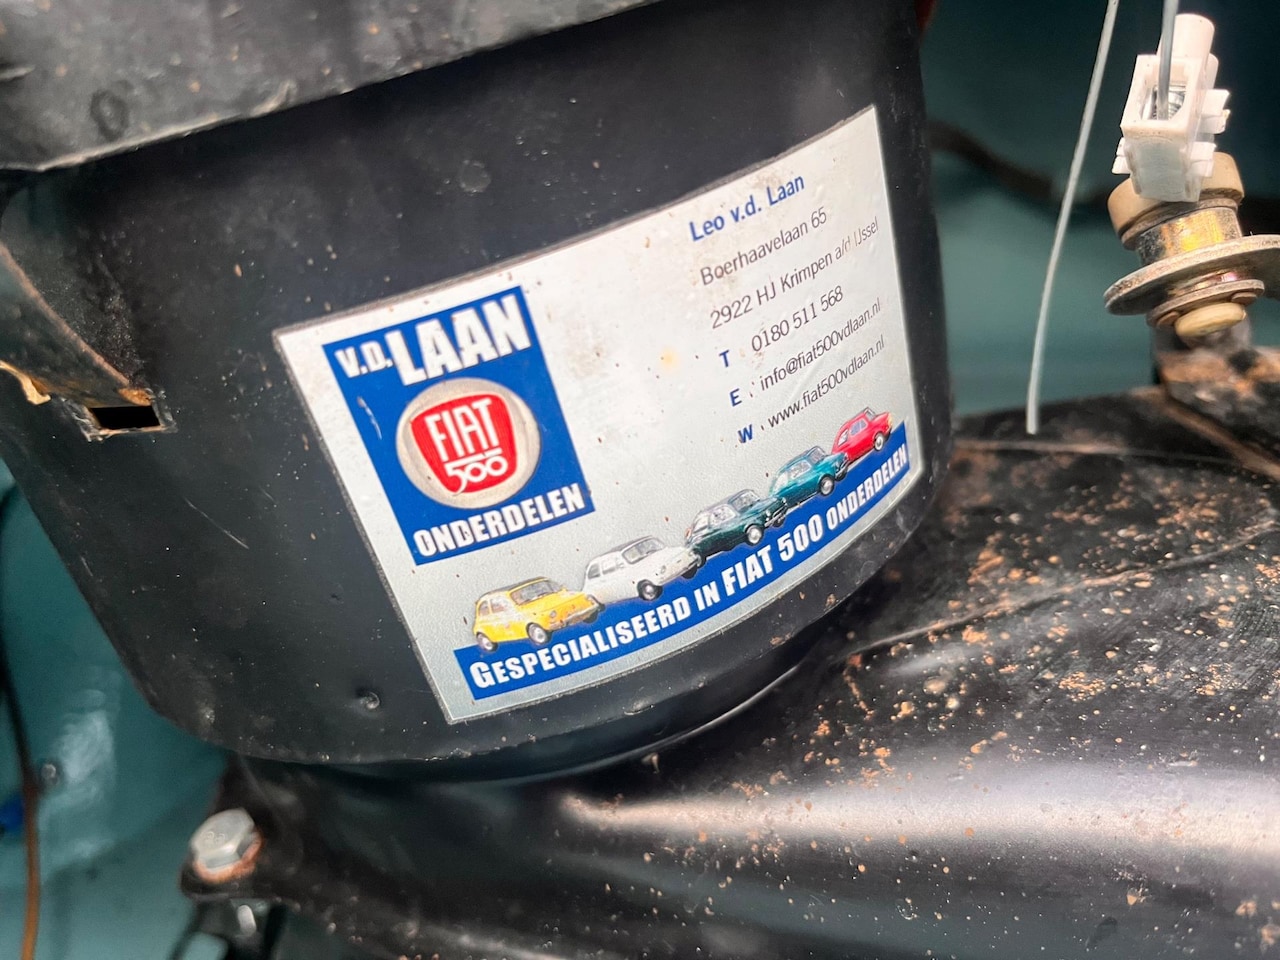 V.D. LAAN
FIAT
500
ONDERDELEN
Leo v.d. Laan
Boerhaavelaan 65
2922 HJ Krimpen a/d IJssel
T 0180 511 568
E info@fiat500vdlaan.nl
W www.fiat500vdlaan.nl
GESPECIALISEERD IN FIAT 500 ONDERDELEN